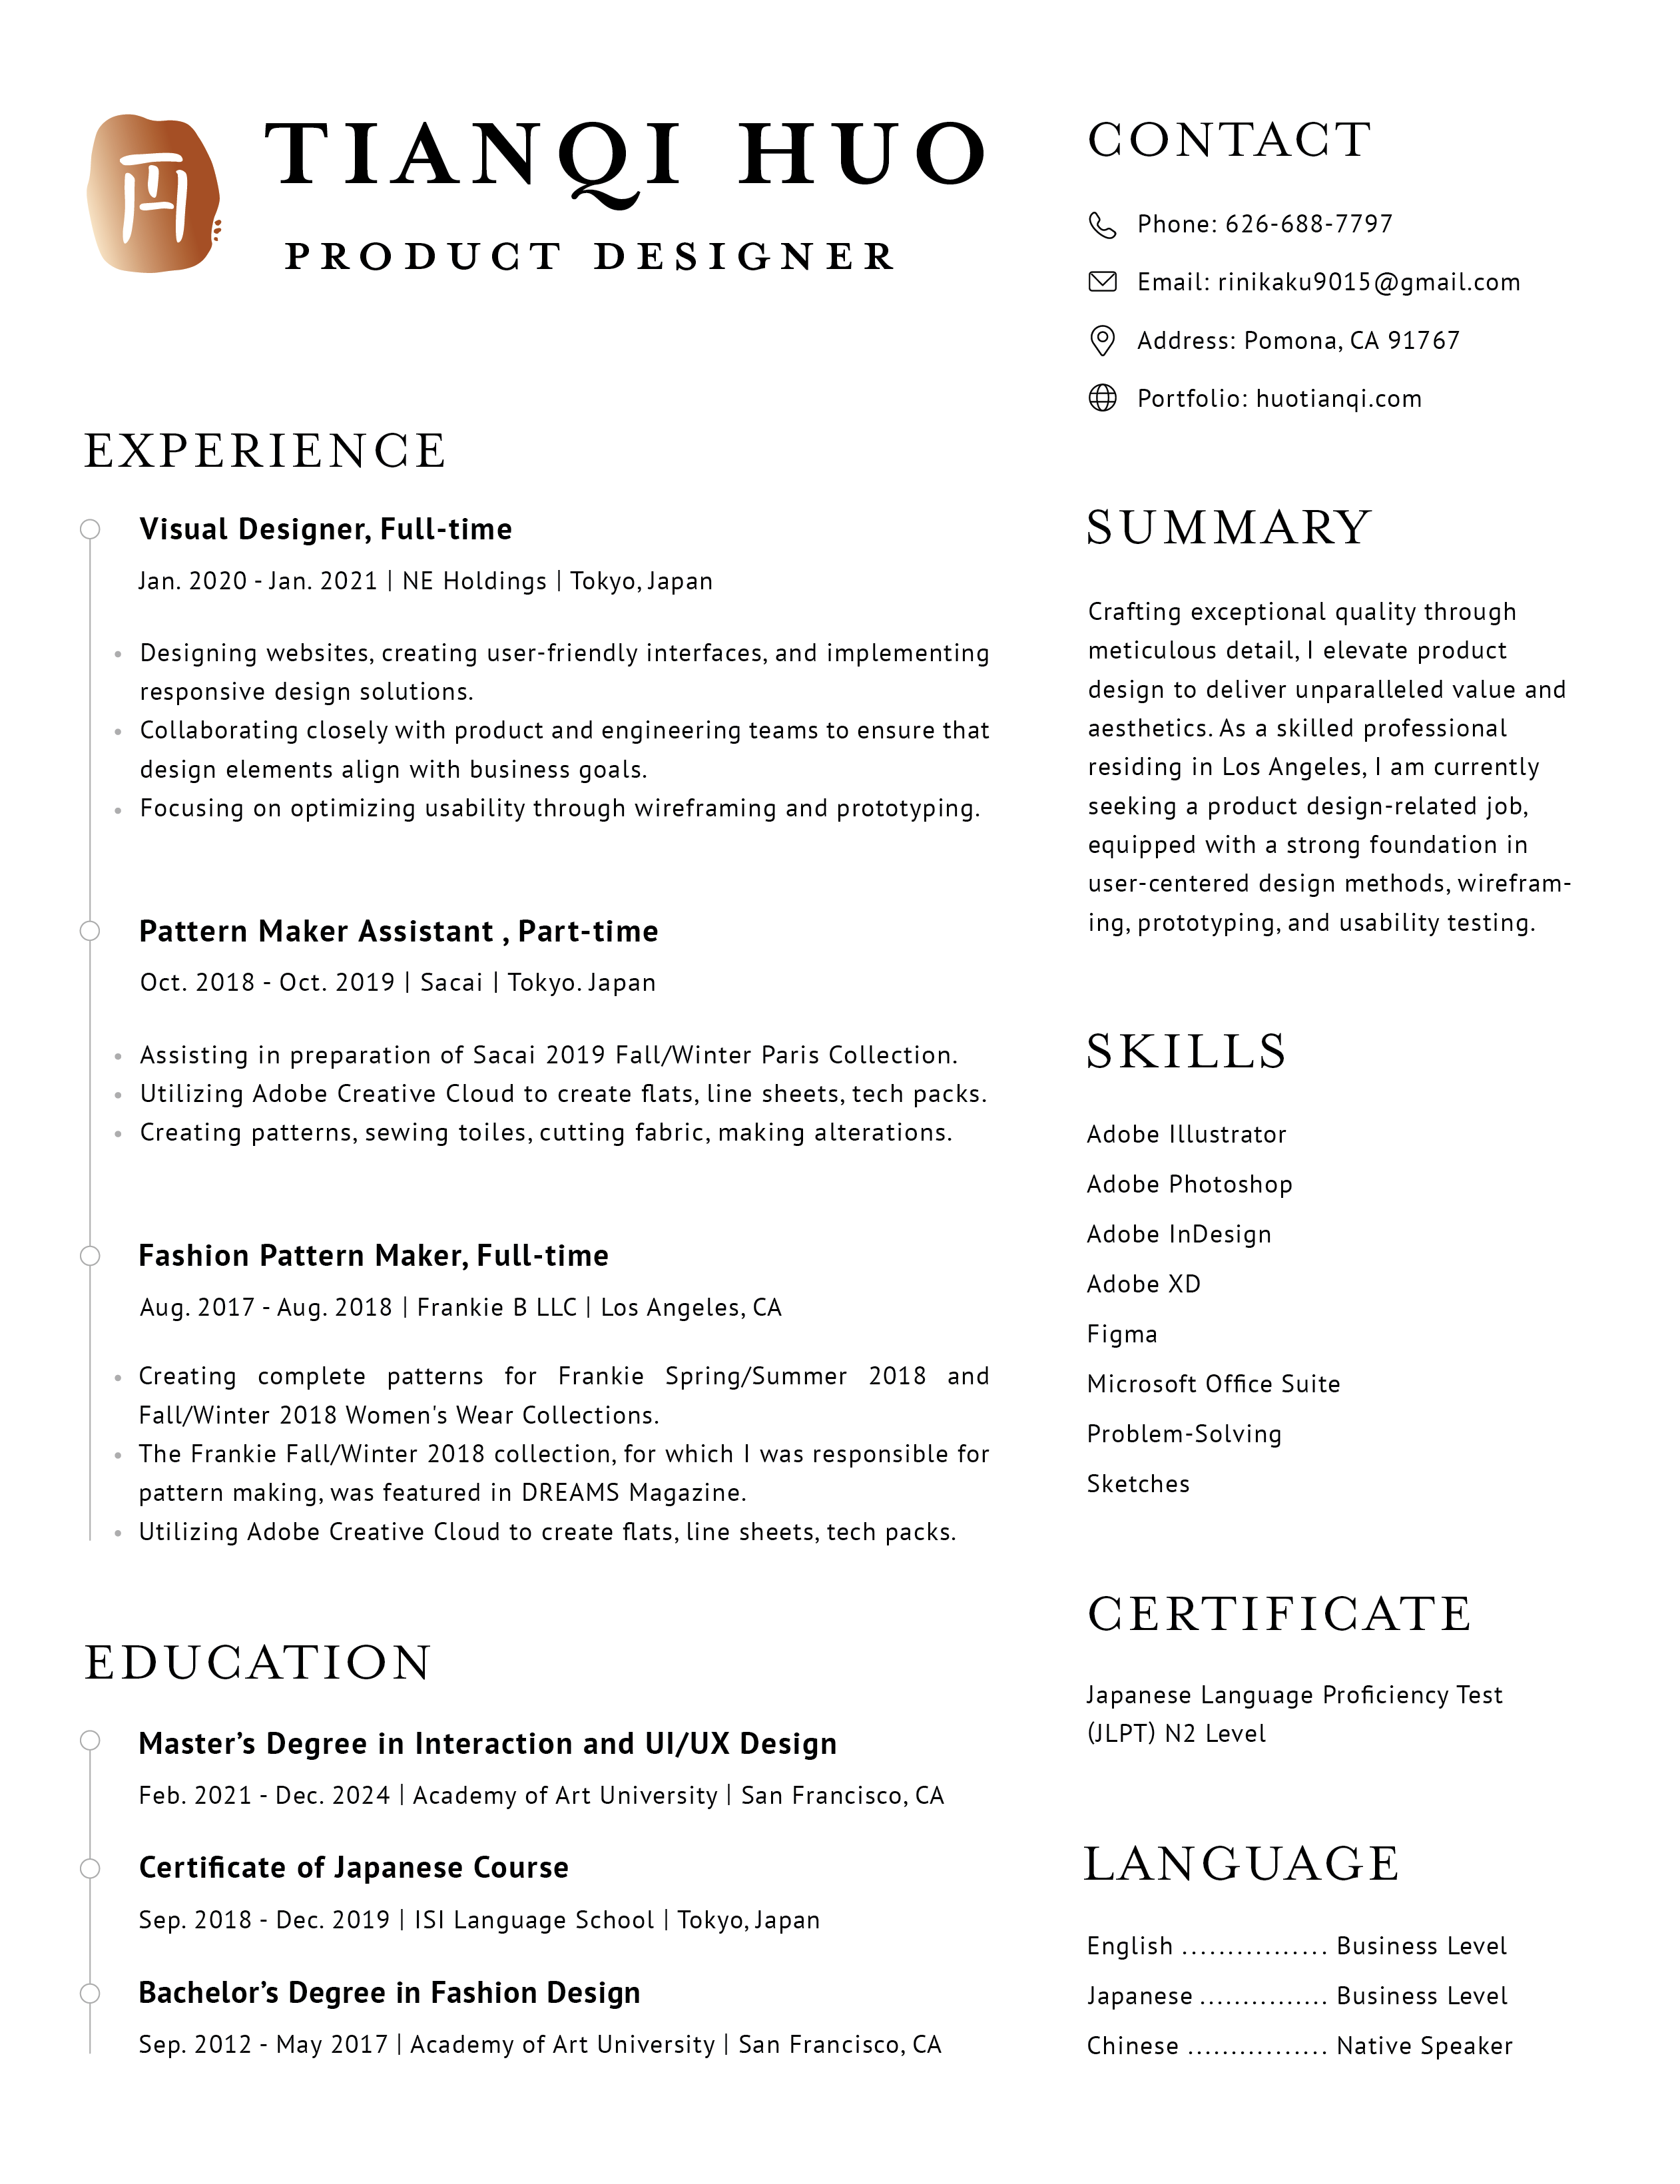 TIANQI HUO
PRODUCT DESIGNER
CONTACT
Phone: 626-688-7797
Email: rinikaku9015@gmail.com
Address: Pomona, CA 91767
Portfolio: huotianqi.com
EXPERIENCE
Visual Designer, Full-time
Jan. 2020 - Jan. 2021 | NE Holdings | Tokyo, Japan
• Designing websites, creating user-friendly interfaces, and implementing
responsive design solutions.
• Collaborating closely with product and engineering teams to ensure that
design elements align with business goals.
• Focusing on optimizing usability through wireframing and prototyping.
Pattern Maker Assistant , Part-time
Oct. 2018 - Oct. 2019 | Sacai | Tokyo. Japan
• Assisting in preparation of Sacai 2019 Fall/Winter Paris Collection.
• Utilizing Adobe Creative Cloud to create flats, line sheets, tech packs.
• Creating patterns, sewing toiles, cutting fabric, making alterations.
Fashion Pattern Maker, Full-time
Aug. 2017 - Aug. 2018 | Frankie B LLC | Los Angeles, CA
• Creating complete patterns for Frankie Spring/Summer 2018 and
Fall/Winter 2018 Women's Wear Collections.
• The Frankie Fall/Winter 2018 collection, for which I was responsible for
pattern making, was featured in DREAMS Magazine.
• Utilizing Adobe Creative Cloud to create flats, line sheets, tech packs.
EDUCATION
Master’s Degree in Interaction and UI/UX Design
Feb. 2021 - Dec. 2024 | Academy of Art University | San Francisco, CA
Certificate of Japanese Course
Sep. 2018 - Dec. 2019 | ISI Language School | Tokyo, Japan
Bachelor’s Degree in Fashion Design
Sep. 2012 - May 2017 | Academy of Art University | San Francisco, CA
SUMMARY
Crafting exceptional quality through
meticulous detail, I elevate product
design to deliver unparalleled value and
aesthetics. As a skilled professional
residing in Los Angeles, I am currently
seeking a product design-related job,
equipped with a strong foundation in
user-centered design methods, wirefram-
ing, prototyping, and usability testing.
SKILLS
Adobe Illustrator
Adobe Photoshop
Adobe InDesign
Adobe XD
Figma
Microsoft Office Suite
Problem-Solving
Sketches
CERTIFICATE
Japanese Language Proficiency Test
(JLPT) N2 Level
LANGUAGE
English ................ Business Level
Japanese ............... Business Level
Chinese ................ Native Speaker